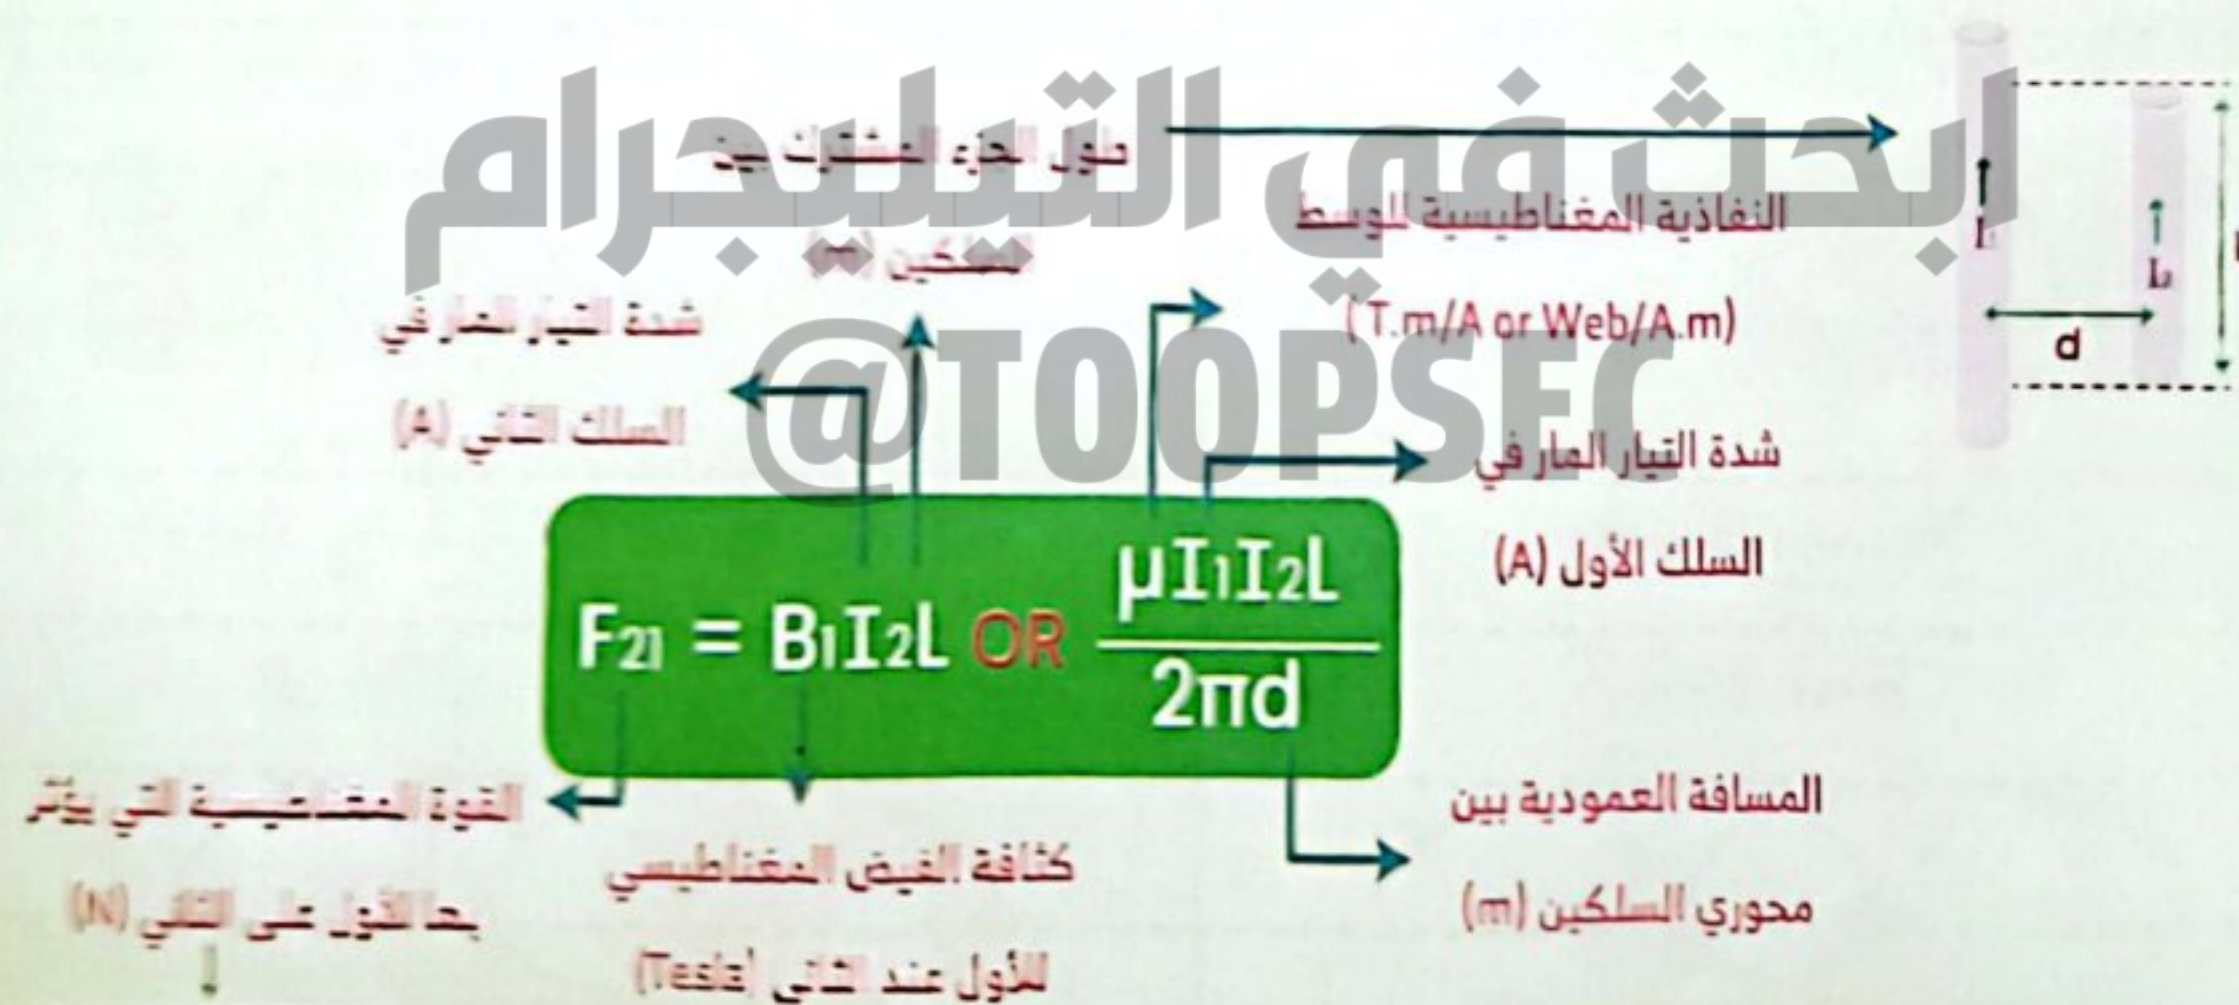 ابحث في التيليجرام
@TOOPSEC
طول الجزء المشترك بين
السلكين (m)
النفاذية المغناطيسية للوسط
(T.m/A or Web/A.m)
شدة التيار المار في
السلك الثاني (A)
شدة التيار المار في
السلك الأول (A)
I₁
I₂
d
F₂₁ = B₁I₂L OR μI₁I₂L / 2πd
القوة المغناطيسية التي يؤثر
بها الأول على الثاني (N)
كثافة الفيض المغناطيسي
للأول عند الثاني (Tesla)
المسافة العمودية بين
محوري السلكين (m)